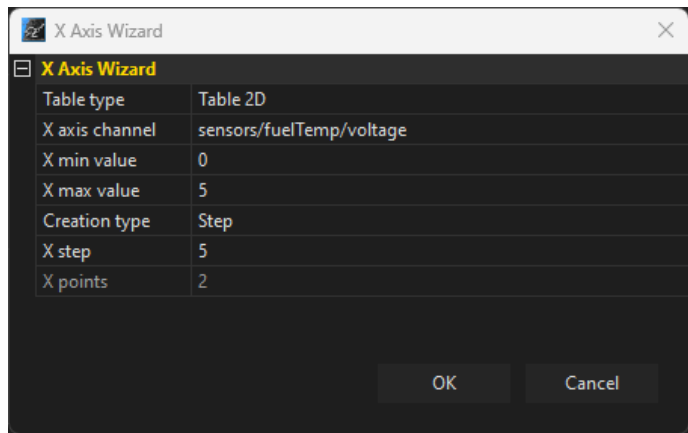 X Axis Wizard
X Axis Wizard
Table type Table 2D
X axis channel sensors/fuelTemp/voltage
X min value 0
X max value 5
Creation type Step
X step 5
X points 2
OK Cancel